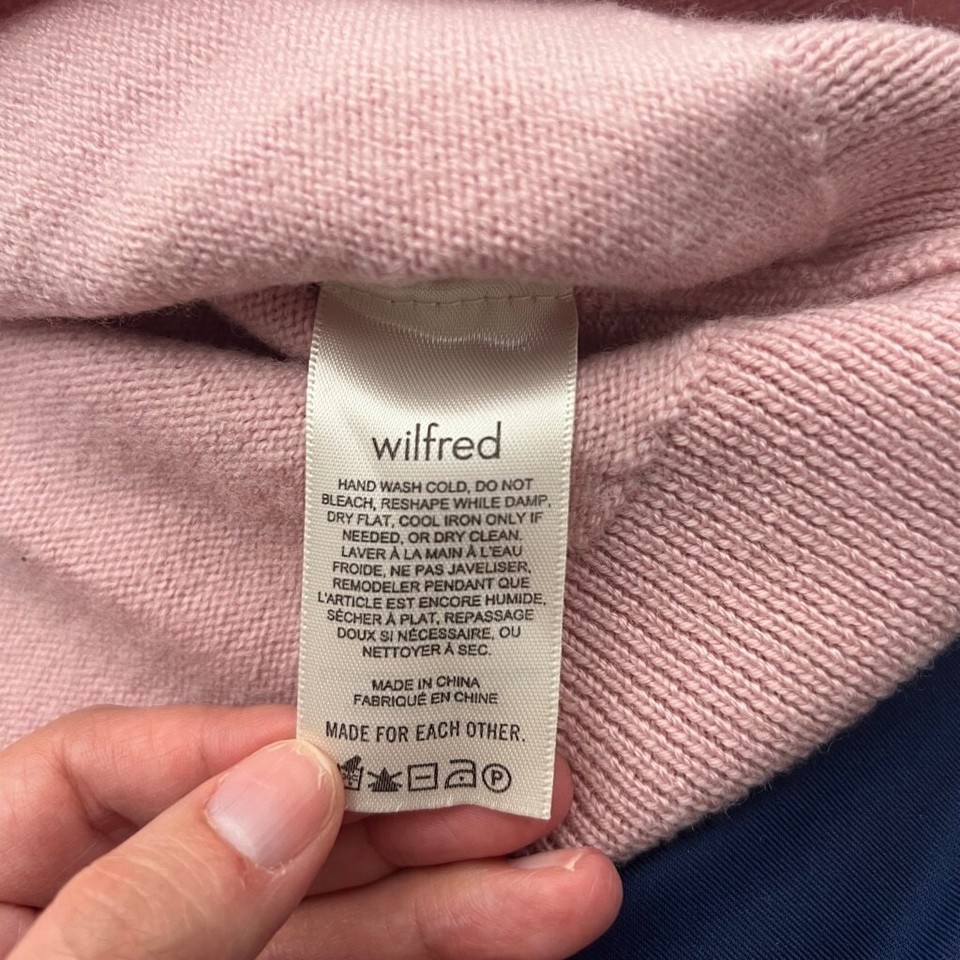 wilfred
HAND WASH COLD, DO NOT
BLEACH, RESHAPE WHILE DAMP,
DRY FLAT, COOL IRON ONLY IF
NEEDED, OR DRY CLEAN.
LAVER À LA MAIN À L'EAU
FROIDE, NE PAS JAVELISER,
REMODELER PENDANT QUE
L'ARTICLE EST ENCORE HUMIDE,
SÉCHER À PLAT, REPASSAGE
DOUX SI NÉCESSAIRE, OU
NETTOYER À SEC.
MADE IN CHINA
FABRIQUÉ EN CHINE
MADE FOR EACH OTHER.
P